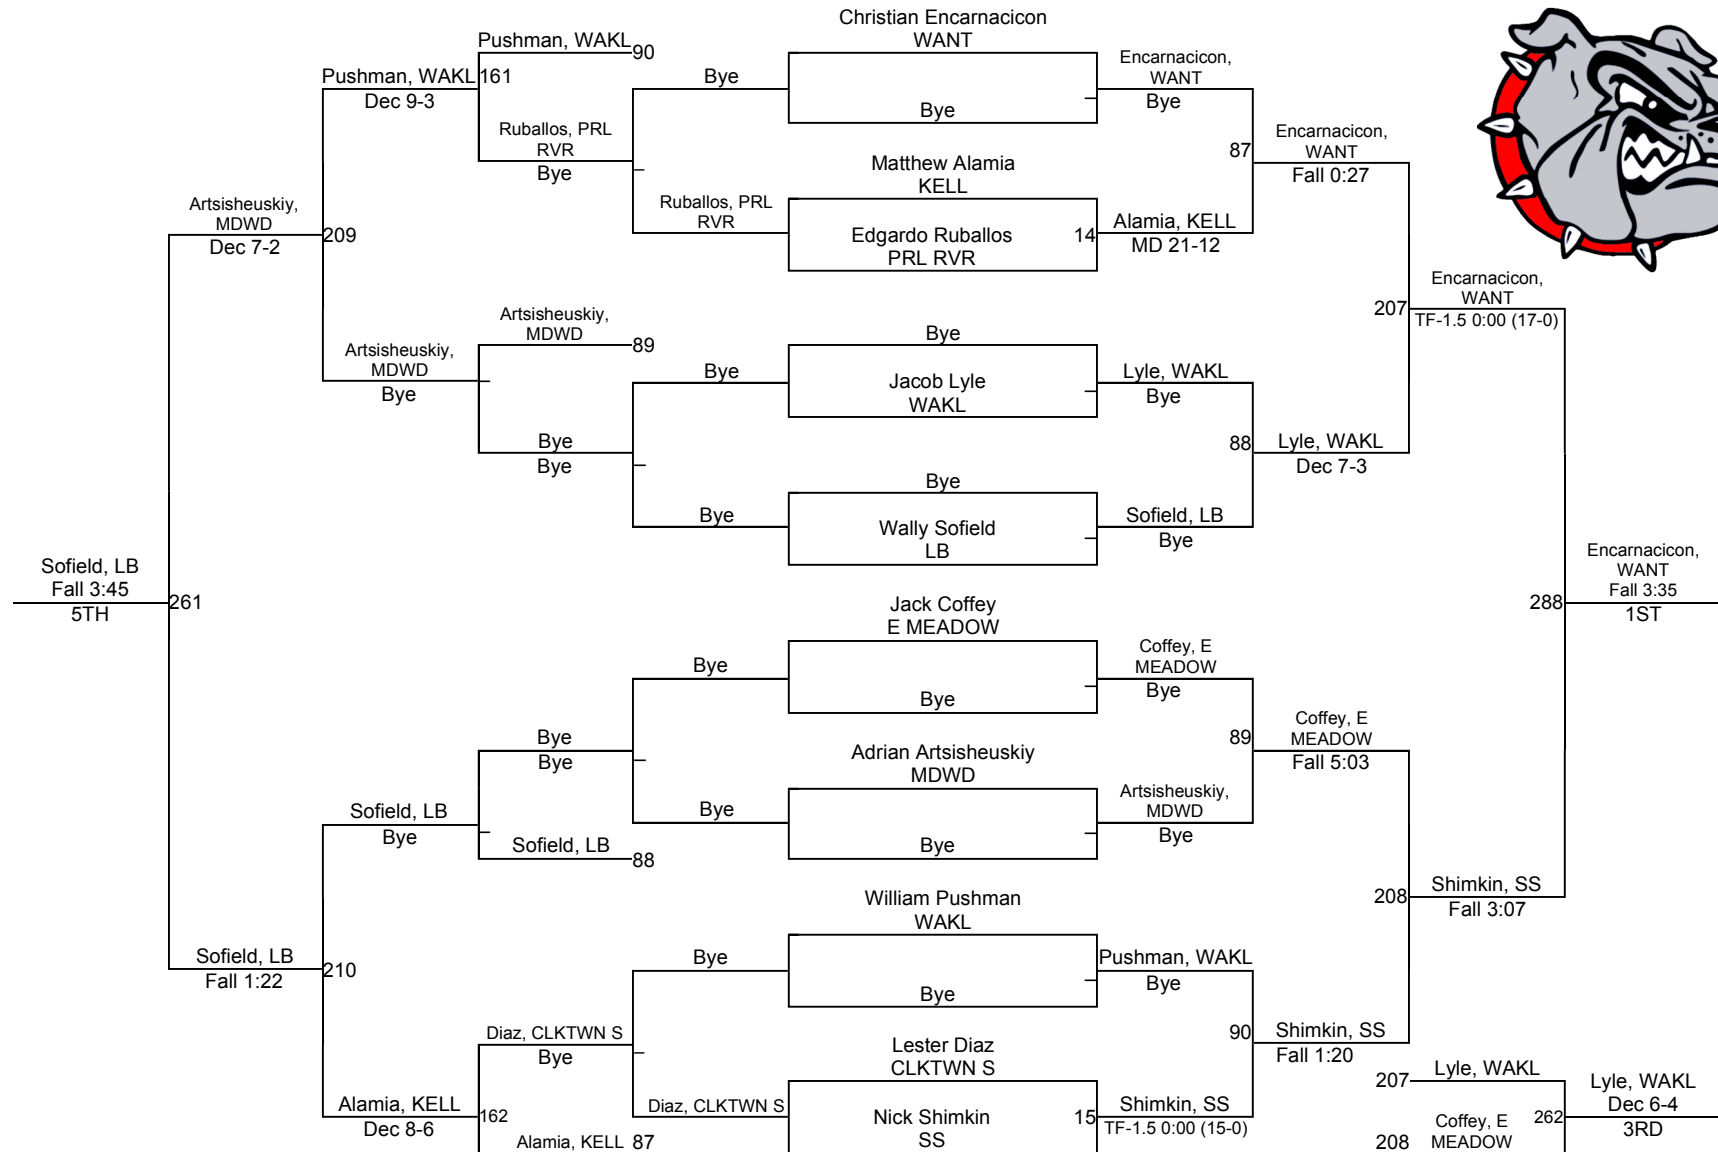 Christian Encarnacicon
WANT
Pushman, WAKL
90
Encarnacicon,
WANT
Bye
Pushman, WAKL
161
Bye
Dec 9-3
Bye
Ruballos, PRL
RVR
Bye
Encarnacicon,
WANT
Fall 0:27
87
Matthew Alamia
KELL
Ruballos, PRL
RVR
Artsisheuskiy,
MDWD
Dec 7-2
209
Edgardo Ruballos
PRL RVR
14
Alamia, KELL
MD 21-12
Encarnacicon,
WANT
TF-1.5 0:00 (17-0)
207
Artsisheuskiy,
MDWD
89
Bye
Artsisheuskiy,
MDWD
Bye
Bye
Jacob Lyle
WAKL
Lyle, WAKL
Bye
Bye
Bye
88
Lyle, WAKL
Dec 7-3
Bye
Bye
Wally Sofield
LB
Sofield, LB
Bye
Sofield, LB
Fall 3:45
5TH
261
Encarnacicon,
WANT
Fall 3:35
1ST
288
Jack Coffey
E MEADOW
Bye
Coffey, E
MEADOW
Bye
Bye
Bye
Bye
89
Coffey, E
MEADOW
Fall 5:03
Adrian Artsisheuskiy
MDWD
Bye
Artsisheuskiy,
MDWD
Bye
Sofield, LB
Bye
Sofield, LB
88
Bye
William Pushman
WAKL
208
Shimkin, SS
Fall 3:07
Sofield, LB
Fall 1:22
210
Bye
Pushman, WAKL
Bye
Bye
Diaz, CLKTWN S
Bye
90
Shimkin, SS
Fall 1:20
Lester Diaz
CLKTWN S
207
Lyle, WAKL
Lyle, WAKL
Dec 6-4
3RD
262
Alamia, KELL
Dec 8-6
162
Diaz, CLKTWN S
Nick Shimkin
SS
15
Shimkin, SS
TF-1.5 0:00 (15-0)
Alamia, KELL
87
208
Coffey, E
MEADOW